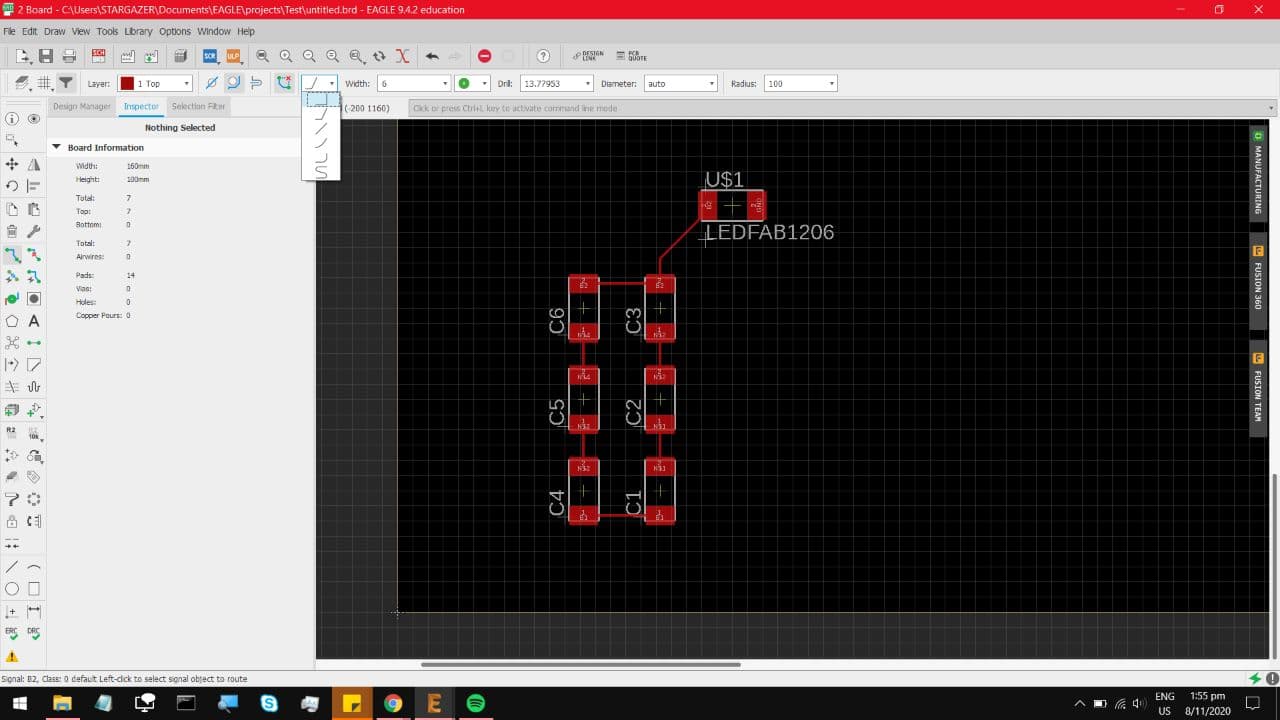 2 Board - C:\Users\STARGAZER\Documents\EAGLE\projects\Test\untitled.brd - EAGLE 9.4.2 education
File Edit Draw View Tools Library Options Window Help
SCR ULP DESIGN LINK PCB QUOTE
Layer: 1 Top Width: 6 Drill: 13.77953 Diameter: auto Radius: 100
Design Manager Inspector Selection Filter
(-200 1160) Click or press Ctrl+L key to activate command line mode
Nothing Selected
Board Information
Width: 160mm
Height: 100mm
Total: 7
Top: 7
Bottom: 0
Total: 7
Airwires: 0
Pads: 14
Vias: 0
Holes: 0
Copper Pours: 0
R2
10k
ERC DRC
U$1
GND
LEDFAB1206
C6 C3
C5 C2
C4 C1
MANUFACTURING
FUSION 360
FUSION TEAM
Signal: B2, Class: 0 default Left-click to select signal object to route
ENG
US
1:55 pm
8/11/2020